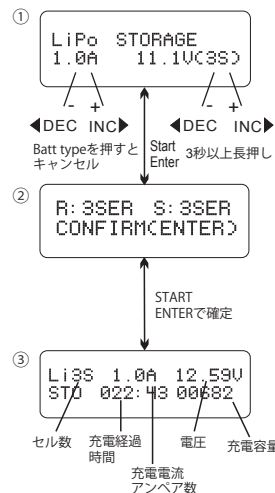 ①
LiPo STORAGE
1.0A 11.1V(3S)
- + - +
◀DEC INC▶ ◀DEC INC▶
Batt typeを押すと
キャンセル
Start
Enter
3秒以上長押し
②
R: 3SER S: 3SER
CONFIRM(ENTER)
START
ENTERで確定
③
Li3S 1.0A 12.59V
STO 022:43 00682
セル数
充電経過
時間
電圧
充電容量
充電電流
アンペア数